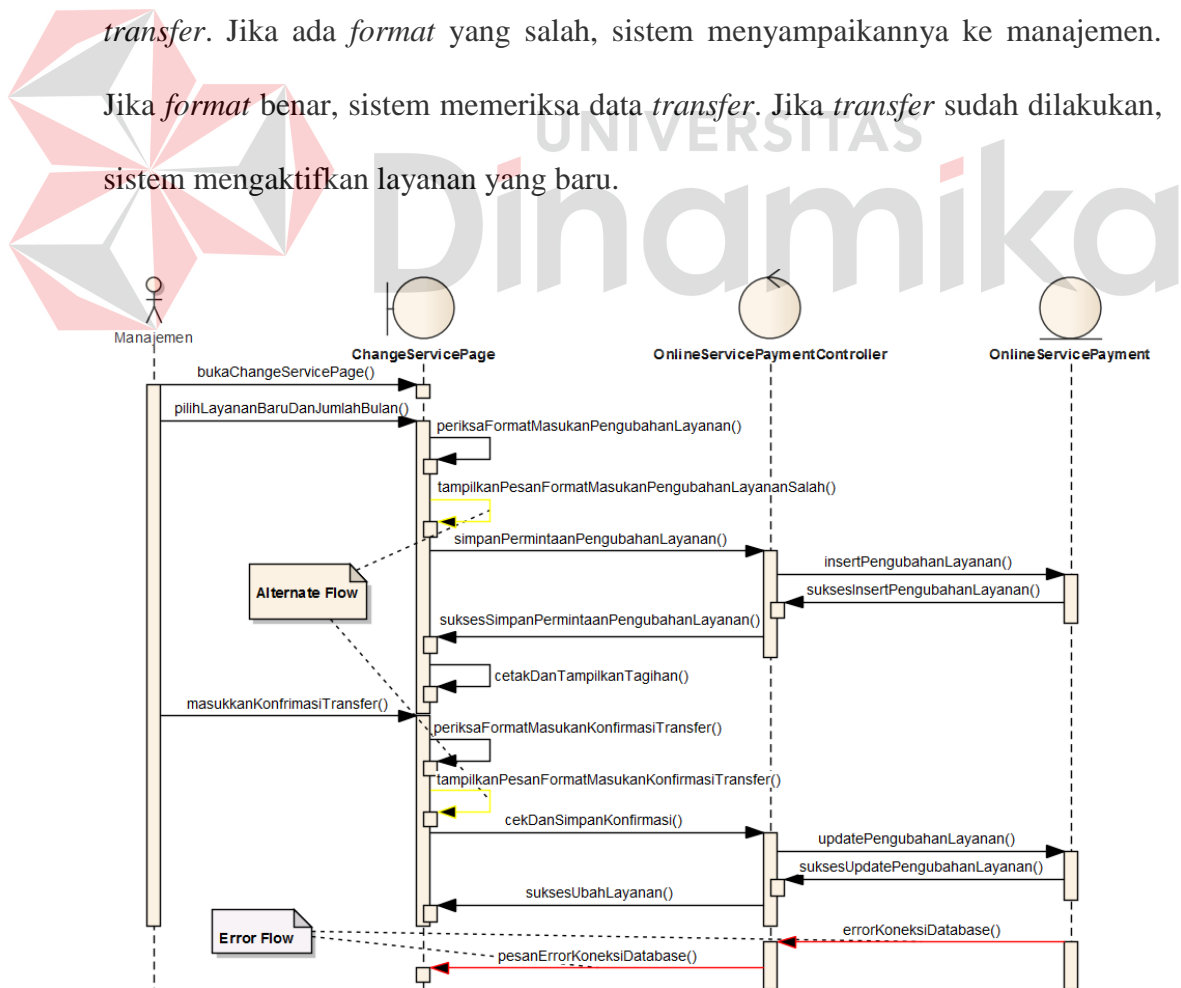 transfer. Jika ada format yang salah, sistem menyampaikannya ke manajemen.
Jika format benar, sistem memeriksa data transfer. Jika transfer sudah dilakukan,
sistem mengaktifkan layanan yang baru.
UNIVERSITAS
Dinamika
Manajemen
ChangeServicePage
OnlineServicePaymentController
OnlineServicePayment
bukaChangeServicePage()
pilihLayananBaruDanJumlahBulan()
periksaFormatMasukanPengubahanLayanan()
tampilkanPesanFormatMasukanPengubahanLayananSalah()
simpanPermintaanPengubahanLayanan()
insertPengubahanLayanan()
suksesInsertPengubahanLayanan()
Alternate Flow
suksesSimpanPermintaanPengubahanLayanan()
cetakDanTampilkanTagihan()
masukkanKonfrimasiTransfer()
periksaFormatMasukanKonfirmasiTransfer()
tampilkanPesanFormatMasukanKonfirmasiTransfer()
cekDanSimpanKonfirmasi()
updatePengubahanLayanan()
suksesUpdatePengubahanLayanan()
suksesUbahLayanan()
Error Flow
errorKoneksiDatabase()
pesanErrorKoneksiDatabase()